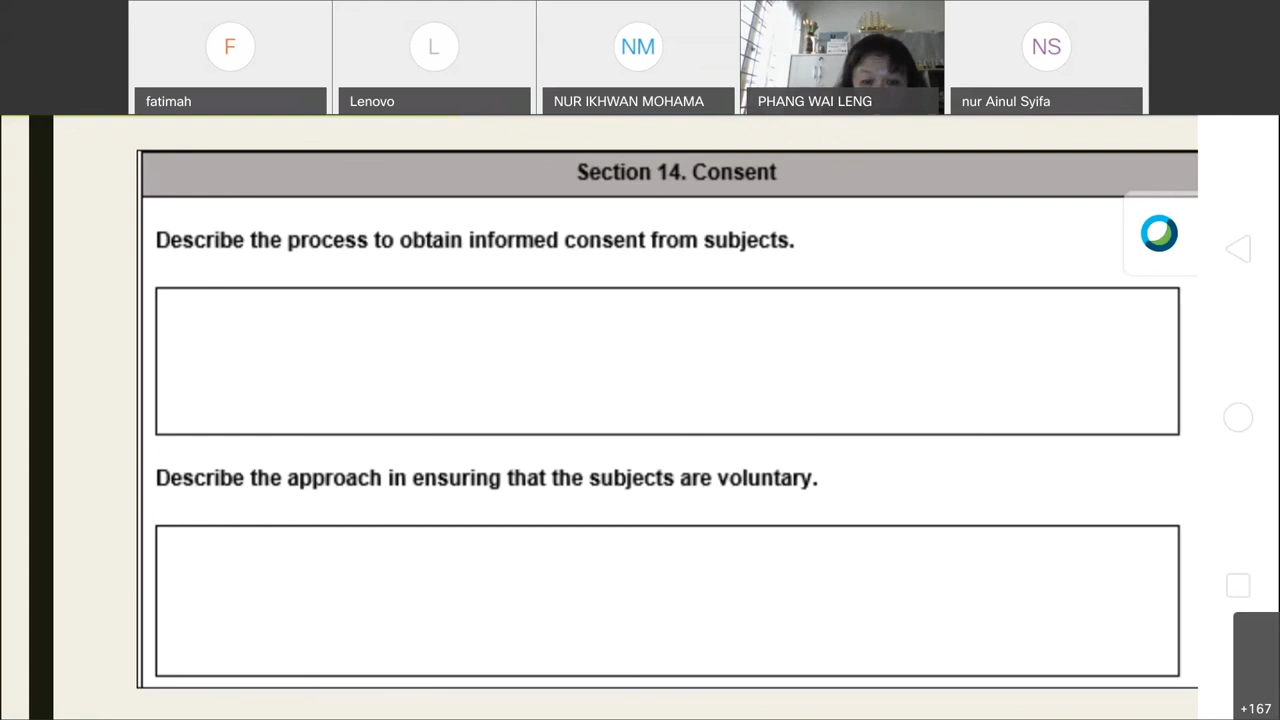 F
L
NM
NS
fatimah
Lenovo
NUR IKHWAN MOHAMA
PHANG WAI LENG
nur Ainul Syifa
Section 14. Consent
Describe the process to obtain informed consent from subjects.
Describe the approach in ensuring that the subjects are voluntary.
+167